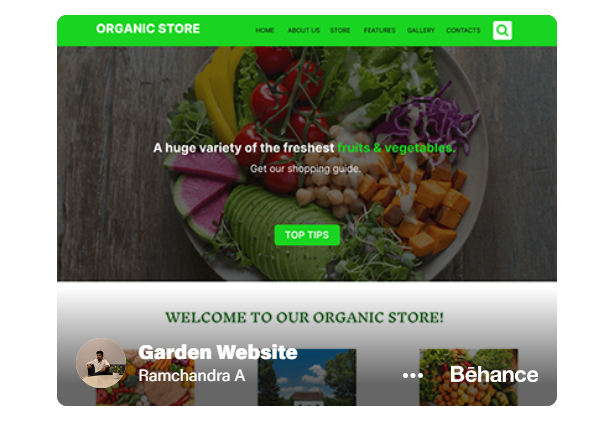 ORGANIC STORE
HOME ABOUT US STORE FEATURES GALLERY CONTACTS
A huge variety of the freshest fruits & vegetables.
Get our shopping guide.
TOP TIPS
WELCOME TO OUR ORGANIC STORE!
Garden Website
Ramchandra A
Bēhance